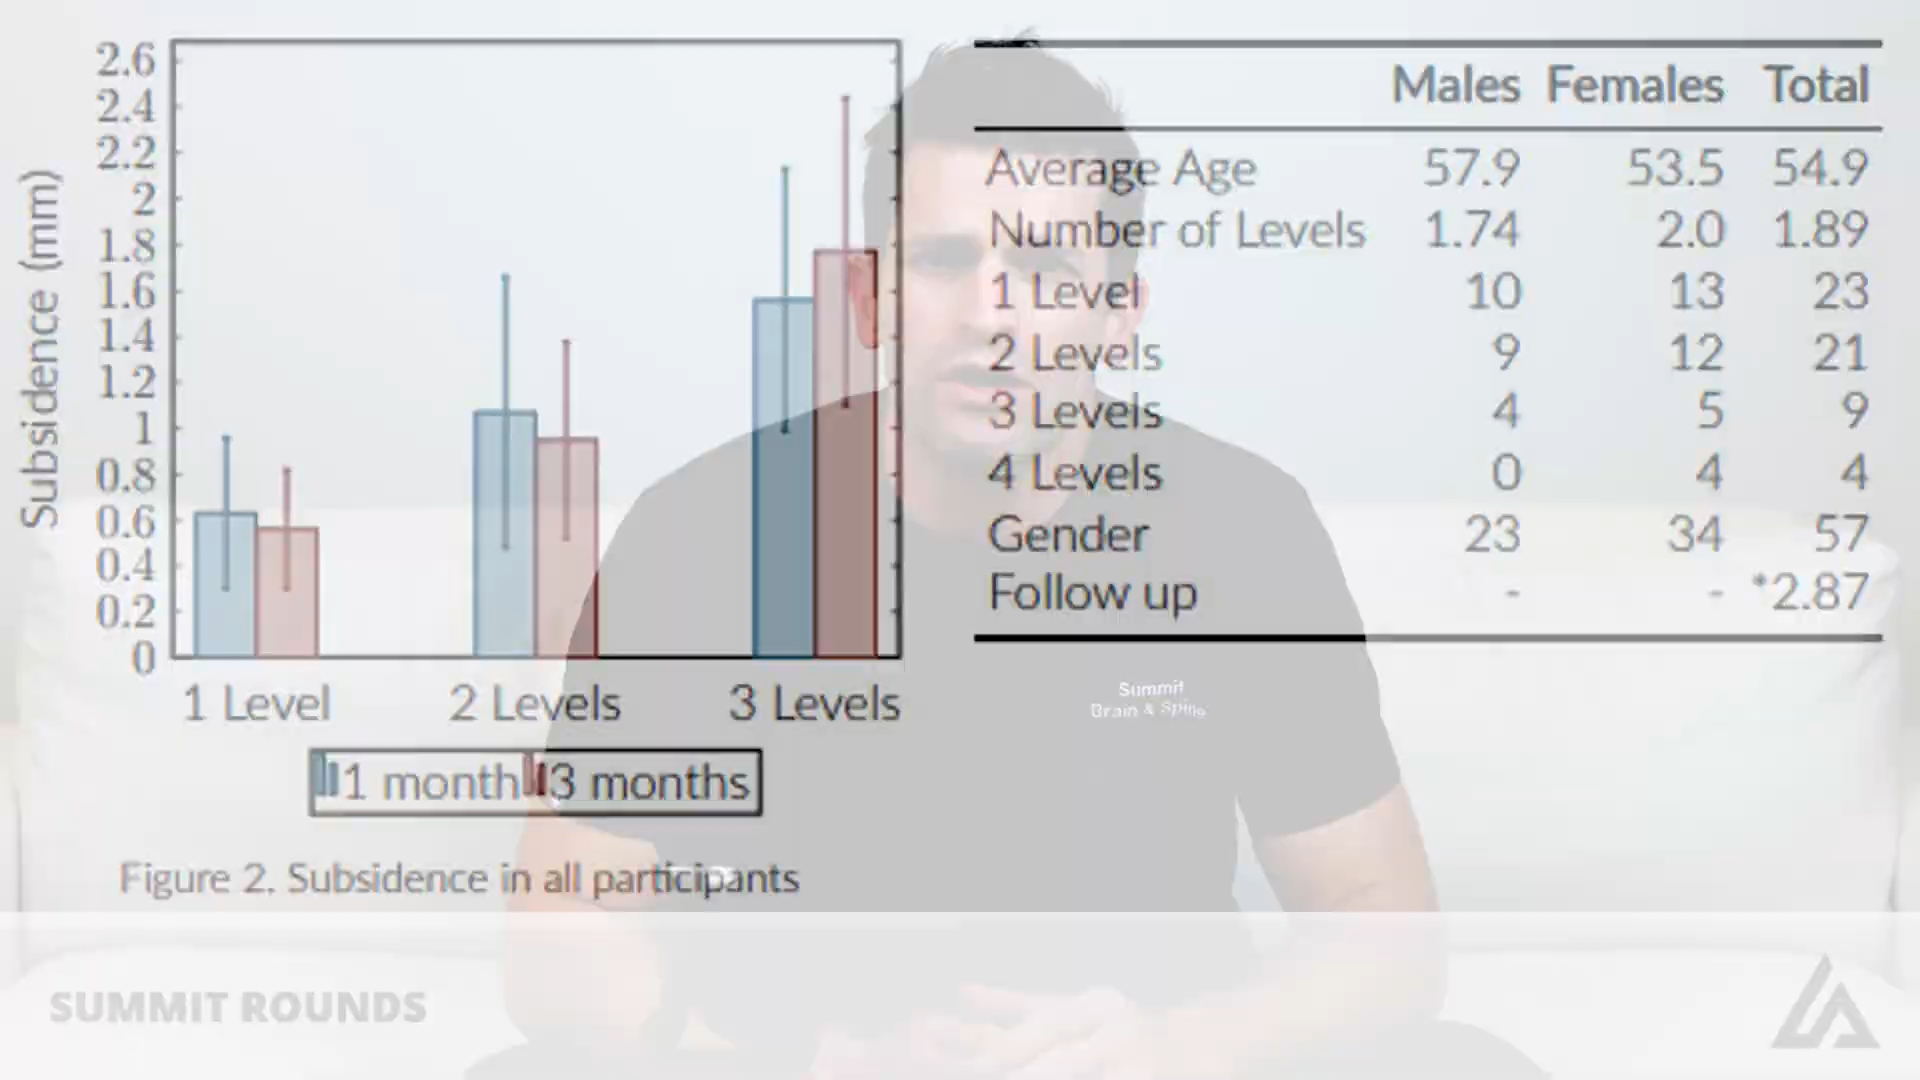 2.6
2.4
2.2
2
1.8
1.6
1.4
1.2
1
0.8
0.6
0.4
0.2
0
Subsidence (mm)
1 Level 2 Levels 3 Levels
1 month 3 months
Figure 2. Subsidence in all participants
Males Females Total
Average Age 57.9 53.5 54.9
Number of Levels 1.74 2.0 1.89
1 Level 10 13 23
2 Levels 9 12 21
3 Levels 4 5 9
4 Levels 0 4 4
Gender 23 34 57
Follow up - - *2.87
Summit
Brain & Spine
SUMMIT ROUNDS